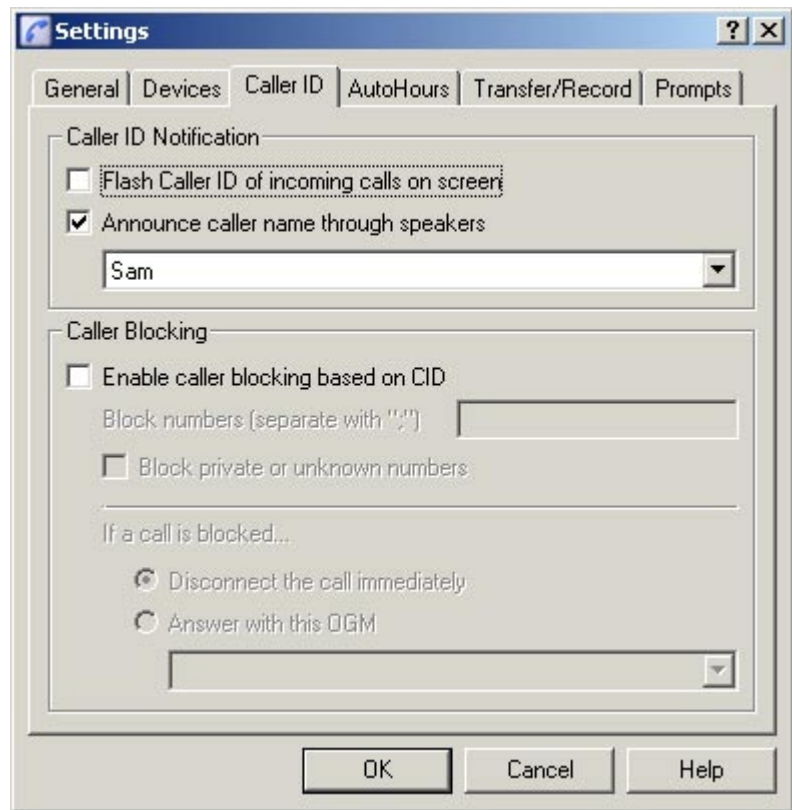 Settings
General Devices Caller ID AutoHours Transfer/Record Prompts
Caller ID Notification
Flash Caller ID of incoming calls on screen
Announce caller name through speakers
Sam
Caller Blocking
Enable caller blocking based on CID
Block numbers (separate with ";")
Block private or unknown numbers
If a call is blocked...
Disconnect the call immediately
Answer with this OGM
OK Cancel Help